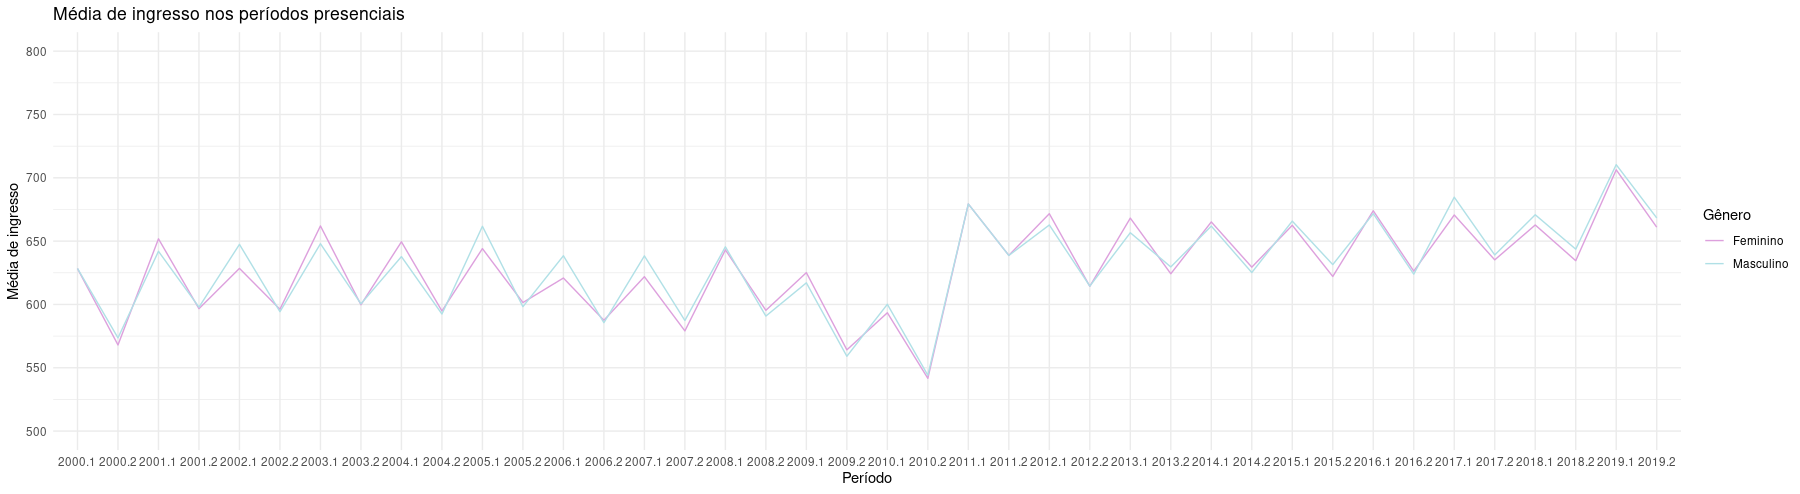 Média de ingresso nos períodos presenciais
800
750
700
650
600
550
500
Média de ingresso
2000.1 2000.2 2001.1 2001.2 2002.1 2002.2 2003.1 2003.2 2004.1 2004.2 2005.1 2005.2 2006.1 2006.2 2007.1 2007.2 2008.1 2008.2 2009.1 2009.2 2010.1 2010.2 2011.1 2011.2 2012.1 2012.2 2013.1 2013.2 2014.1 2014.2 2015.1 2015.2 2016.1 2016.2 2017.1 2017.2 2018.1 2018.2 2019.1 2019.2
Período
Gênero
Feminino
Masculino